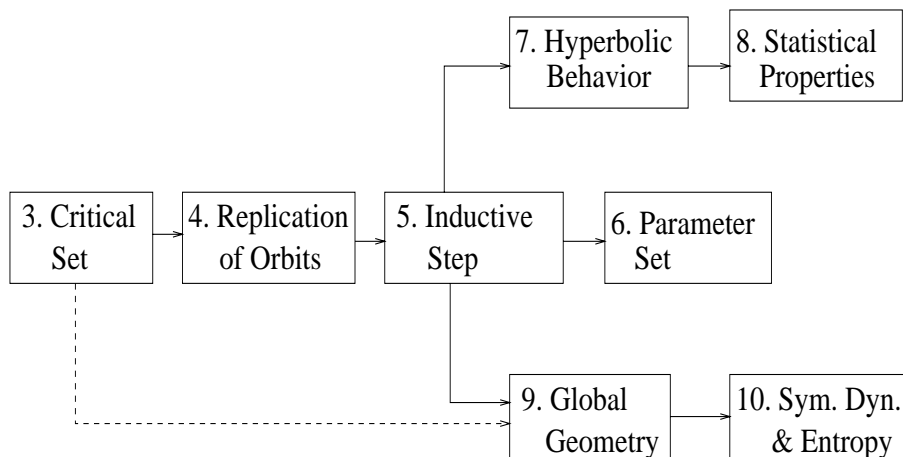 7. Hyperbolic
Behavior
8. Statistical
Properties
3. Critical
Set
4. Replication
of Orbits
5. Inductive
Step
6. Parameter
Set
9. Global
Geometry
10. Sym. Dyn.
& Entropy